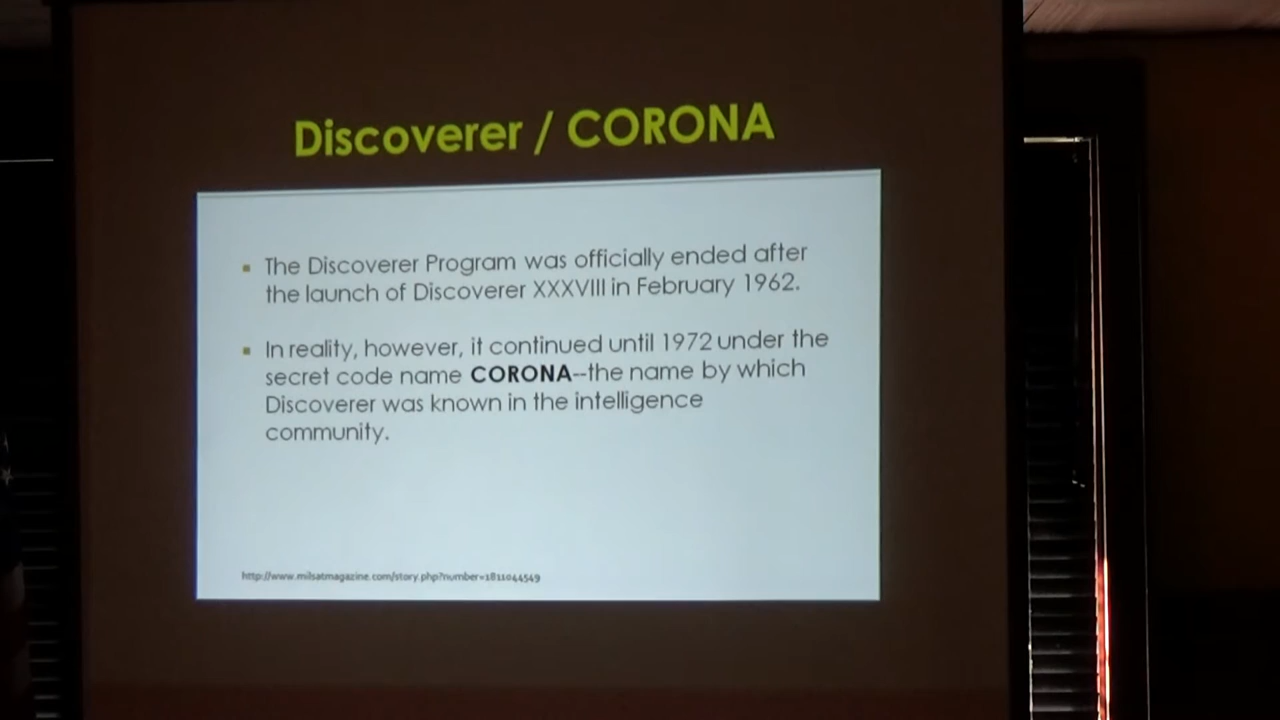 Discoverer / CORONA
▪ The Discoverer Program was officially ended after
the launch of Discoverer XXXVIII in February 1962.
▪ In reality, however, it continued until 1972 under the
secret code name CORONA--the name by which
Discoverer was known in the intelligence
community.
http://www.milsatmagazine.com/story.php?number=1811044549